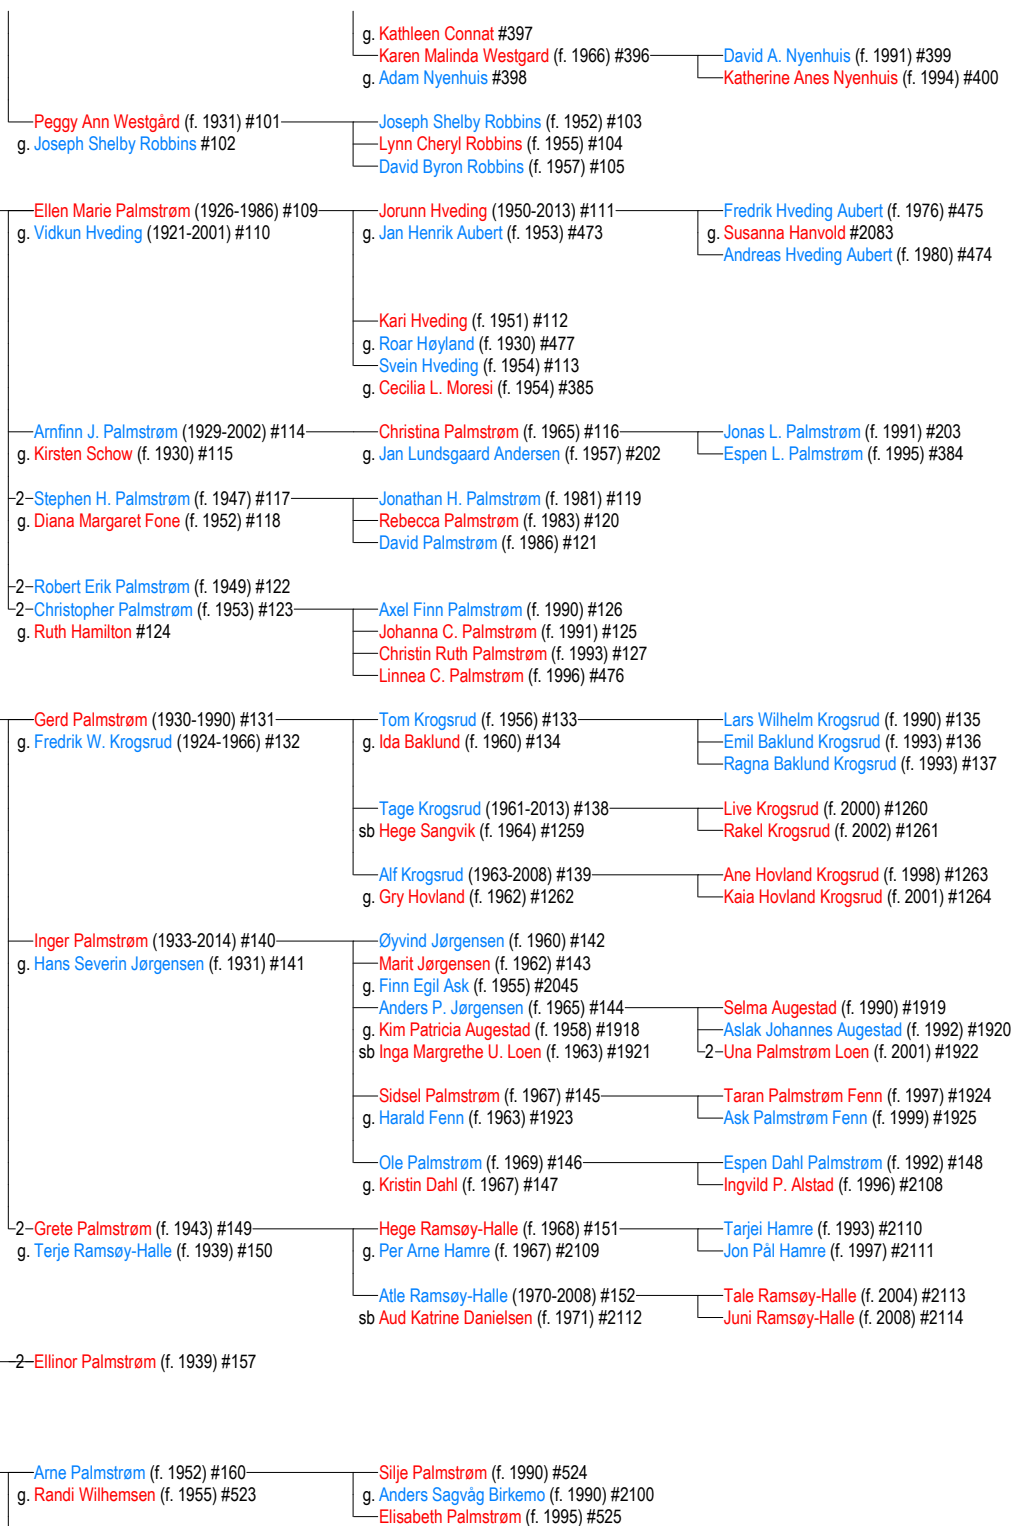 g. Kathleen Connat #397
Karen Malinda Westgard (f. 1966) #396 David A. Nyenhuis (f. 1991) #399
g. Adam Nyenhuis #398 Katherine Anes Nyenhuis (f. 1994) #400
Peggy Ann Westgård (f. 1931) #101 Joseph Shelby Robbins (f. 1952) #103
g. Joseph Shelby Robbins #102 Lynn Cheryl Robbins (f. 1955) #104
David Byron Robbins (f. 1957) #105
Ellen Marie Palmstrøm (1926-1986) #109 Jorunn Hveding (1950-2013) #111 Fredrik Hveding Aubert (f. 1976) #475
g. Vidkun Hveding (1921-2001) #110 g. Jan Henrik Aubert (f. 1953) #473 g. Susanna Hanvold #2083
Andreas Hveding Aubert (f. 1980) #474
Kari Hveding (f. 1951) #112
g. Roar Høyland (f. 1930) #477
Svein Hveding (f. 1954) #113
g. Cecilia L. Moresi (f. 1954) #385
Arnfinn J. Palmstrøm (1929-2002) #114 Christina Palmstrøm (f. 1965) #116 Jonas L. Palmstrøm (f. 1991) #203
g. Kirsten Schow (f. 1930) #115 g. Jan Lundsgaard Andersen (f. 1957) #202 Espen L. Palmstrøm (f. 1995) #384
2 Stephen H. Palmstrøm (f. 1947) #117 Jonathan H. Palmstrøm (f. 1981) #119
g. Diana Margaret Fone (f. 1952) #118 Rebecca Palmstrøm (f. 1983) #120
David Palmstrøm (f. 1986) #121
2 Robert Erik Palmstrøm (f. 1949) #122
2 Christopher Palmstrøm (f. 1953) #123 Axel Finn Palmstrøm (f. 1990) #126
g. Ruth Hamilton #124 Johanna C. Palmstrøm (f. 1991) #125
Christin Ruth Palmstrøm (f. 1993) #127
Linnea C. Palmstrøm (f. 1996) #476
Gerd Palmstrøm (1930-1990) #131 Tom Krogsrud (f. 1956) #133 Lars Wilhelm Krogsrud (f. 1990) #135
g. Fredrik W. Krogsrud (1924-1966) #132 g. Ida Baklund (f. 1960) #134 Emil Baklund Krogsrud (f. 1993) #136
Ragna Baklund Krogsrud (f. 1993) #137
Tage Krogsrud (1961-2013) #138 Live Krogsrud (f. 2000) #1260
sb Hege Sangvik (f. 1964) #1259 Rakel Krogsrud (f. 2002) #1261
Alf Krogsrud (1963-2008) #139 Ane Hovland Krogsrud (f. 1998) #1263
g. Gry Hovland (f. 1962) #1262 Kaia Hovland Krogsrud (f. 2001) #1264
Inger Palmstrøm (1933-2014) #140 Øyvind Jørgensen (f. 1960) #142
g. Hans Severin Jørgensen (f. 1931) #141 Marit Jørgensen (f. 1962) #143
g. Finn Egil Ask (f. 1955) #2045
Anders P. Jørgensen (f. 1965) #144 Selma Augestad (f. 1990) #1919
g. Kim Patricia Augestad (f. 1958) #1918 Aslak Johannes Augestad (f. 1992) #1920
sb Inga Margrethe U. Loen (f. 1963) #1921 2 Una Palmstrøm Loen (f. 2001) #1922
Sidsel Palmstrøm (f. 1967) #145 Taran Palmstrøm Fenn (f. 1997) #1924
g. Harald Fenn (f. 1963) #1923 Ask Palmstrøm Fenn (f. 1999) #1925
Ole Palmstrøm (f. 1969) #146 Espen Dahl Palmstrøm (f. 1992) #148
g. Kristin Dahl (f. 1967) #147 Ingvild P. Alstad (f. 1996) #2108
2 Grete Palmstrøm (f. 1943) #149 Hege Ramsøy-Halle (f. 1968) #151 Tarjei Hamre (f. 1993) #2110
g. Terje Ramsøy-Halle (f. 1939) #150 g. Per Arne Hamre (f. 1967) #2109 Jon Pål Hamre (f. 1997) #2111
Atle Ramsøy-Halle (1970-2008) #152 Tale Ramsøy-Halle (f. 2004) #2113
sb Aud Katrine Danielsen (f. 1971) #2112 Juni Ramsøy-Halle (f. 2008) #2114
2 Ellinor Palmstrøm (f. 1939) #157
Arne Palmstrøm (f. 1952) #160 Silje Palmstrøm (f. 1990) #524
g. Randi Wilhemsen (f. 1955) #523 g. Anders Sagvåg Birkemo (f. 1990) #2100
Elisabeth Palmstrøm (f. 1995) #525